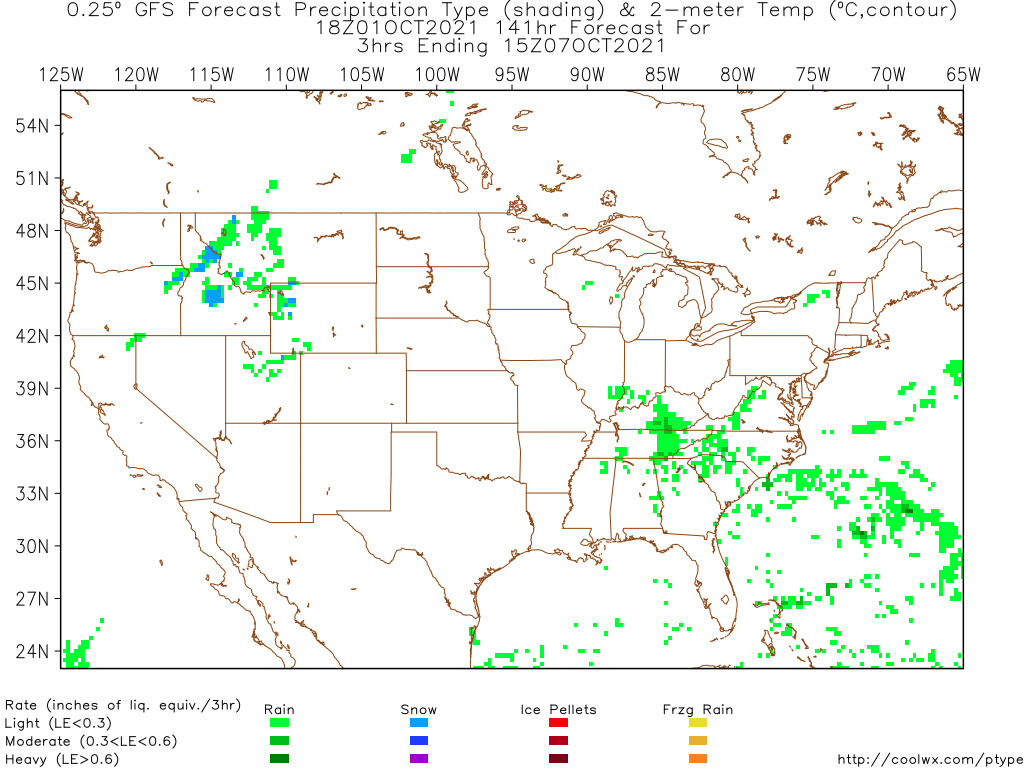 0.25º GFS Forecast Precipitation Type (shading) & 2-meter Temp (ºC,contour)
18Z01OCT2021 141hr Forecast For
3hrs Ending 15Z07OCT2021
125W 120W 115W 110W 105W 100W 95W 90W 85W 80W 75W 70W 65W
54N
51N
48N
45N
42N
39N
36N
33N
30N
27N
24N
Rate (inches of liq. equiv./3hr) Rain Snow Ice Pellets Frzg Rain
Light (LE<0.3)
Moderate (0.3<LE<0.6)
Heavy (LE>0.6) http://coolwx.com/ptype